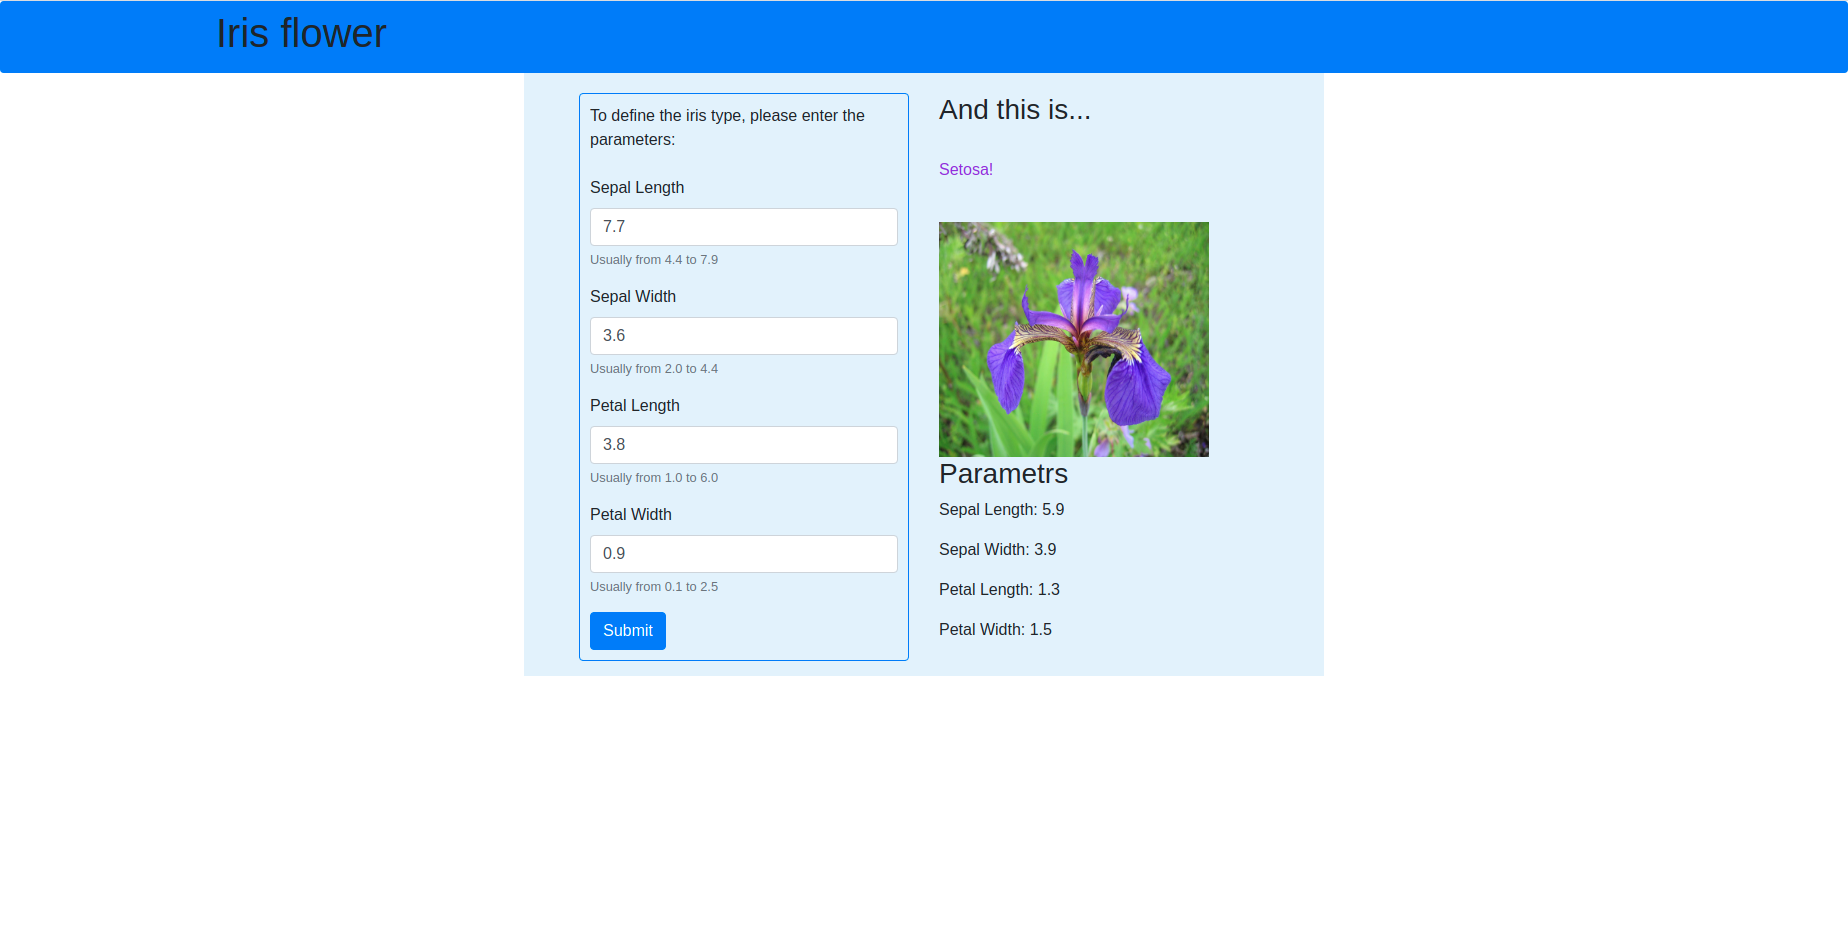 Iris flower
To define the iris type, please enter the
parameters:
Sepal Length
7.7
Usually from 4.4 to 7.9
Sepal Width
3.6
Usually from 2.0 to 4.4
Petal Length
3.8
Usually from 1.0 to 6.0
Petal Width
0.9
Usually from 0.1 to 2.5
Submit
And this is...
Setosa!
Parametrs
Sepal Length: 5.9
Sepal Width: 3.9
Petal Length: 1.3
Petal Width: 1.5